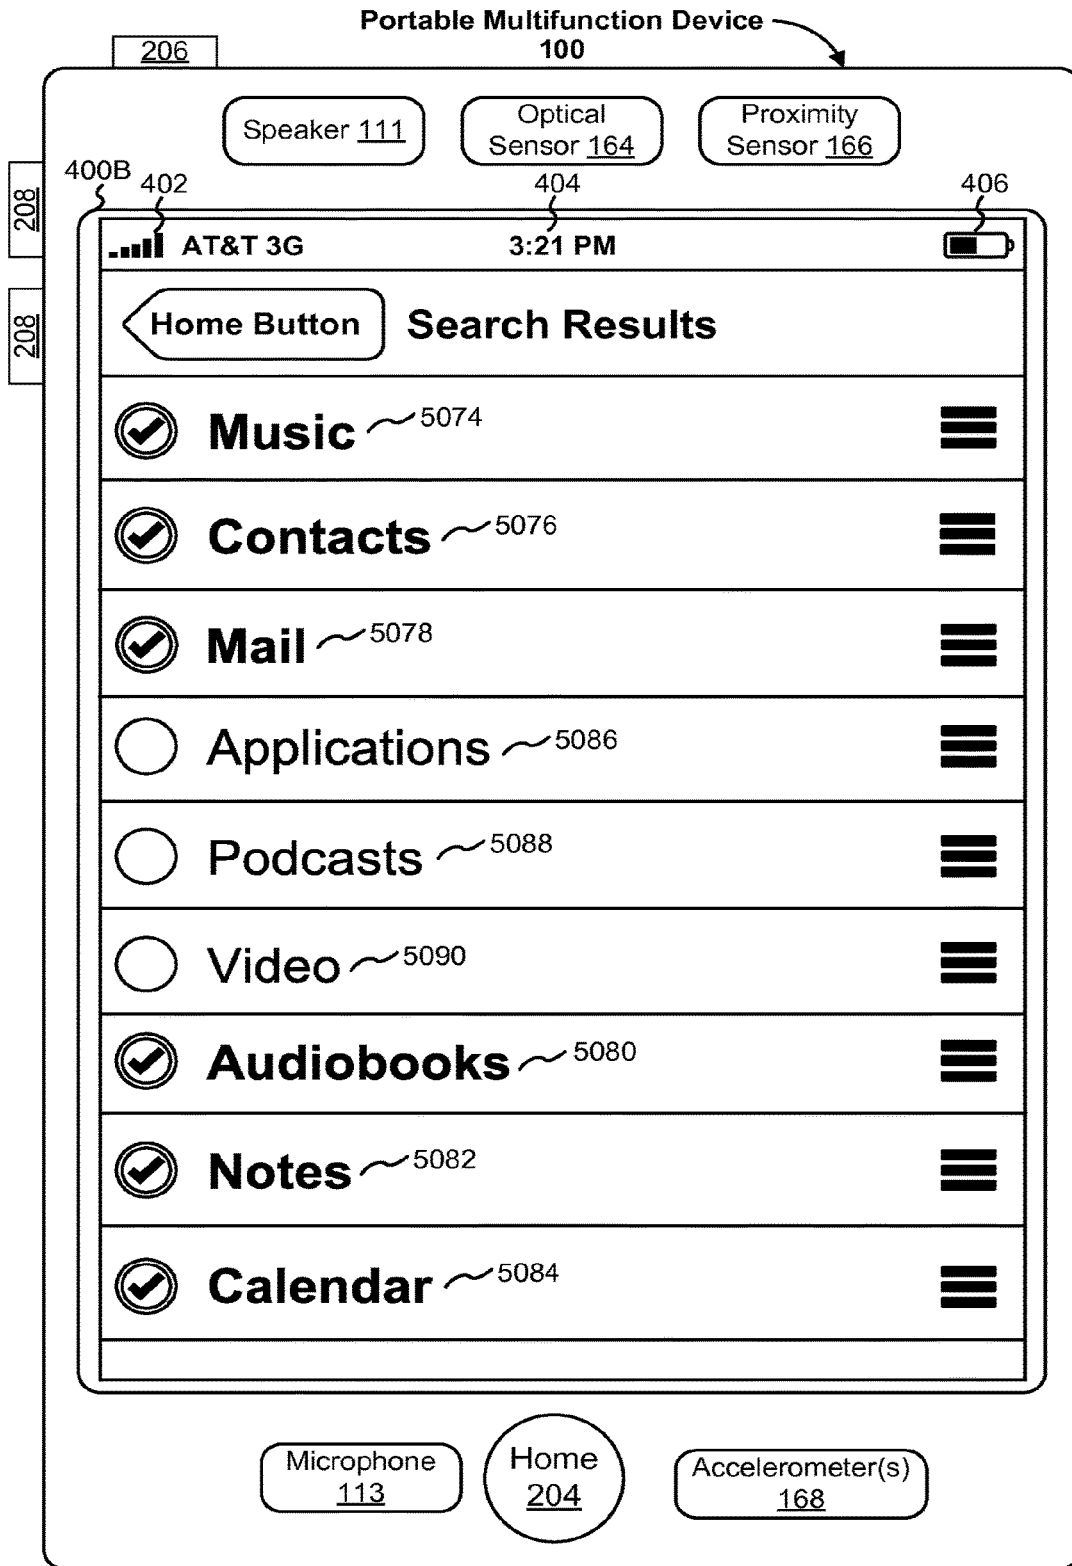 Portable Multifunction Device
100
206
Speaker 111
Optical
Sensor 164
Proximity
Sensor 166
208
208
400B
402
404
406
AT&T 3G
3:21 PM
Home Button
Search Results
Music
5074
Contacts
5076
Mail
5078
Applications
5086
Podcasts
5088
Video
5090
Audiobooks
5080
Notes
5082
Calendar
5084
Microphone
113
Home
204
Accelerometer(s)
168